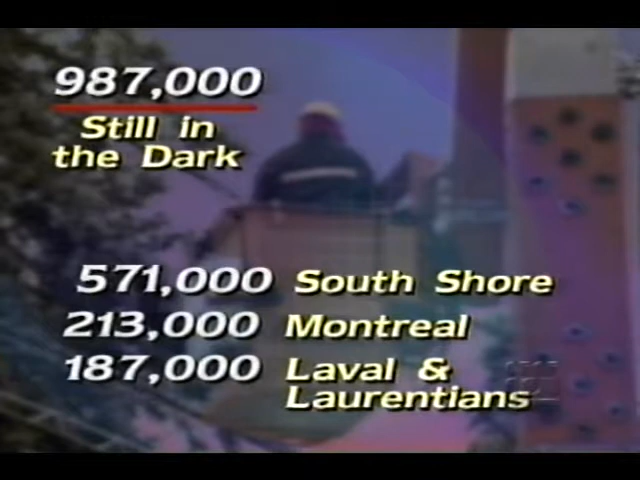 987,000
Still in
the Dark
571,000 South Shore
213,000 Montreal
187,000 Laval &
Laurentians